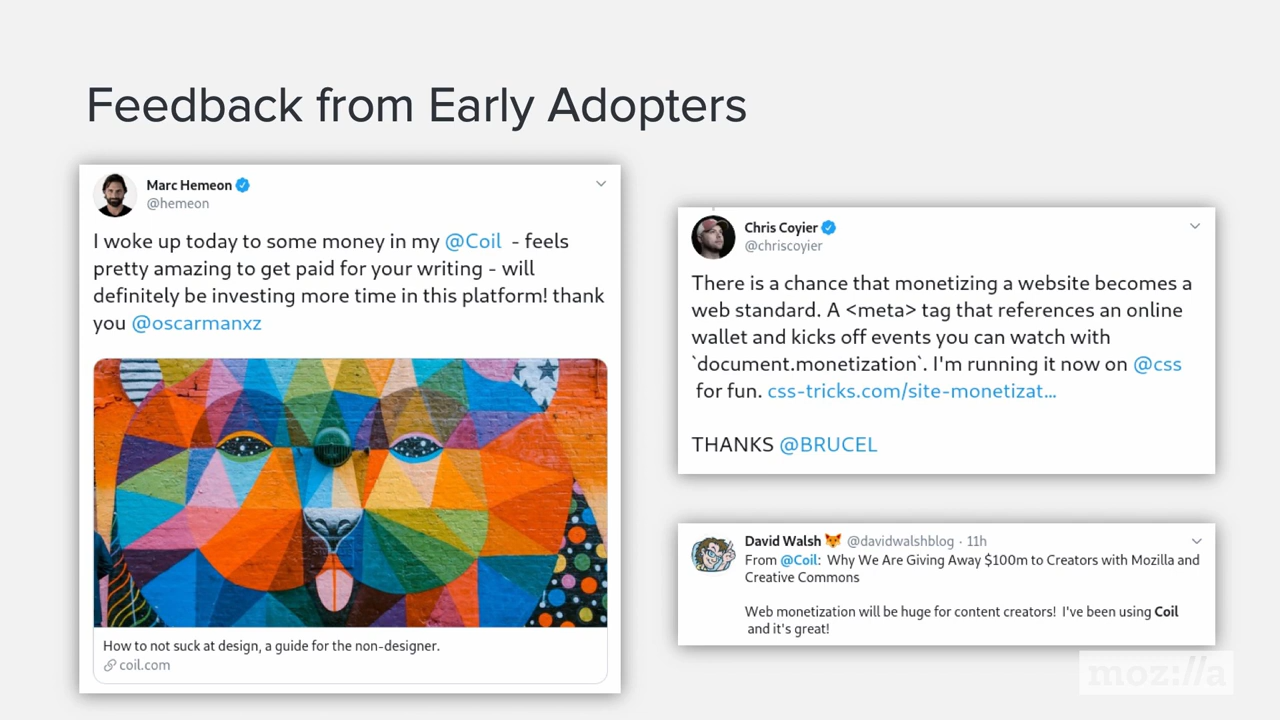 Feedback from Early Adopters
Marc Hemeon
@hemeon
I woke up today to some money in my @Coil - feels
pretty amazing to get paid for your writing - will
definitely be investing more time in this platform! thank
you @oscarmanxz
How to not suck at design, a guide for the non-designer.
coil.com
Chris Coyier
@chriscoyier
There is a chance that monetizing a website becomes a
web standard. A <meta> tag that references an online
wallet and kicks off events you can watch with
`document.monetization`. I'm running it now on @css
for fun. css-tricks.com/site-monetizat…
THANKS @BRUCEL
David Walsh @davidwalshblog · 11h
From @Coil: Why We Are Giving Away $100m to Creators with Mozilla and
Creative Commons
Web monetization will be huge for content creators! I've been using Coil
and it's great!
moz://a